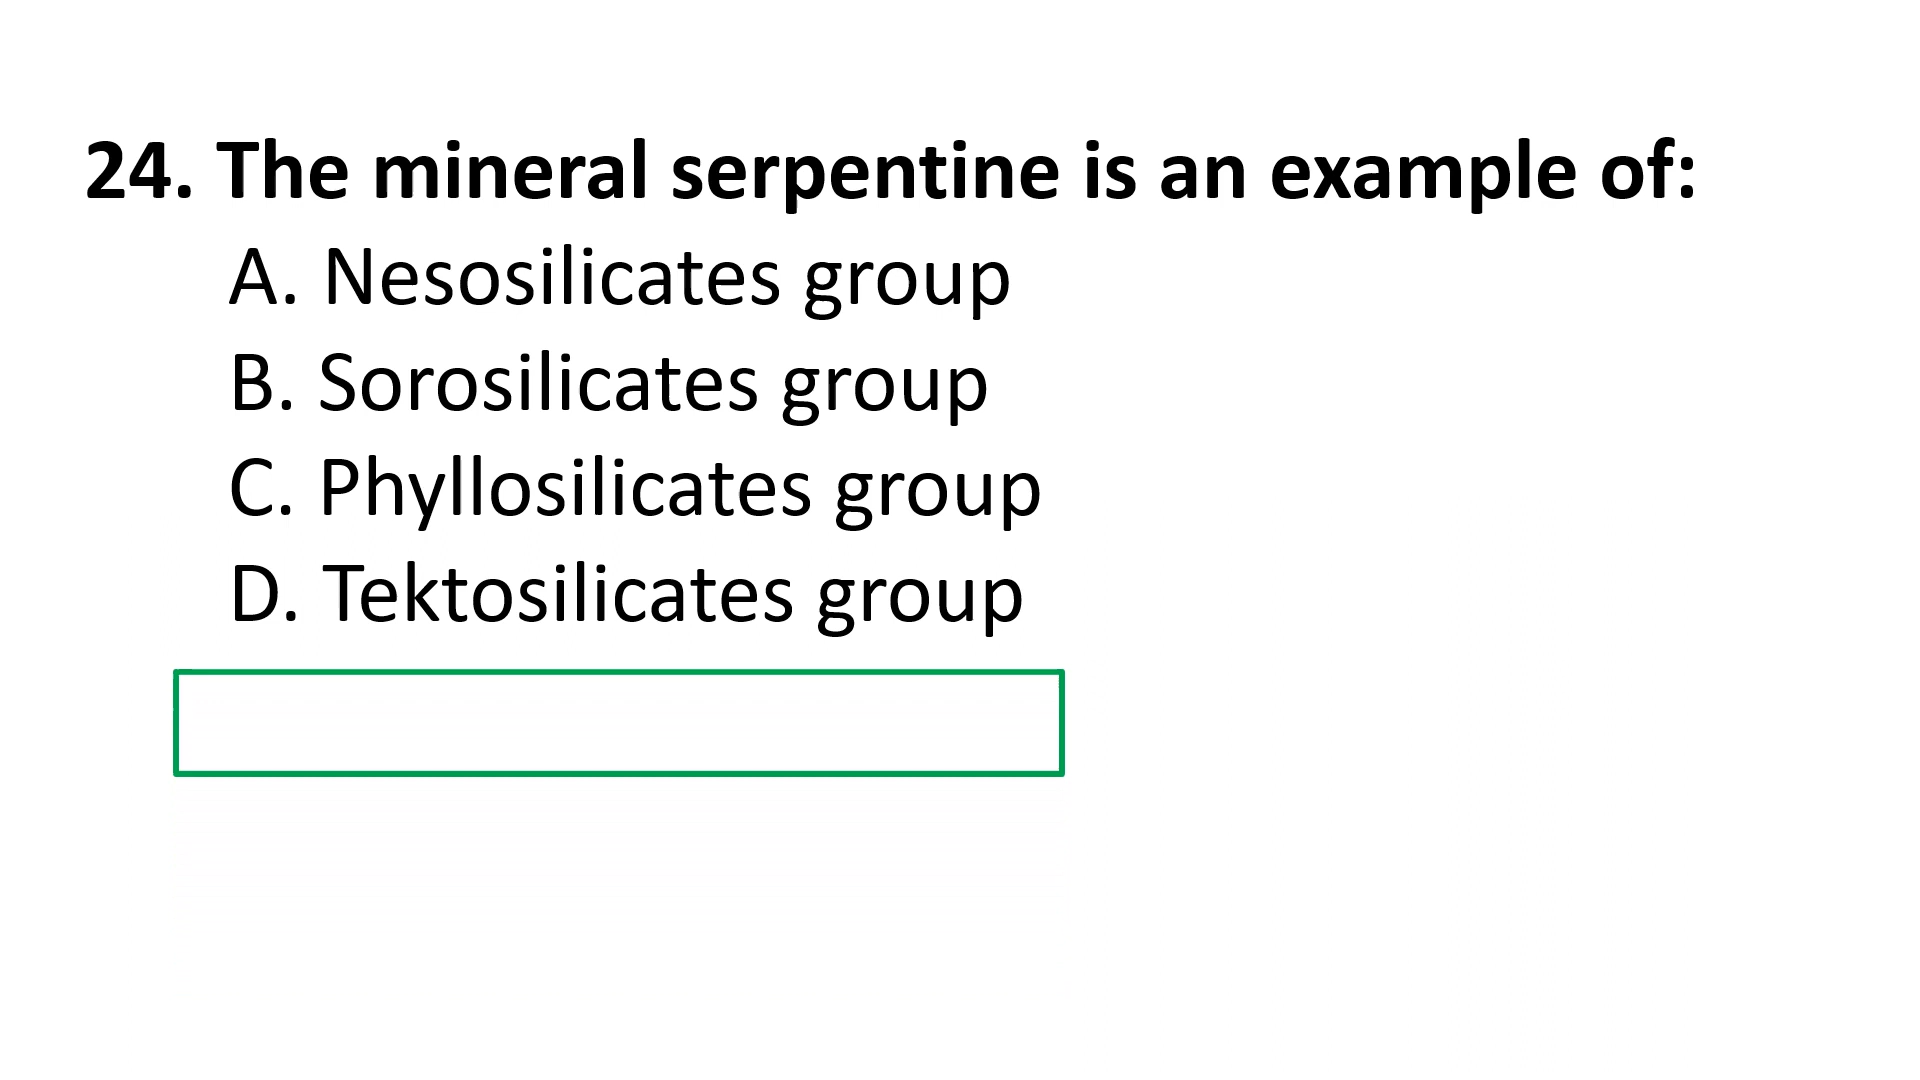 24. The mineral serpentine is an example of:
A. Nesosilicates group
B. Sorosilicates group
C. Phyllosilicates group
D. Tektosilicates group